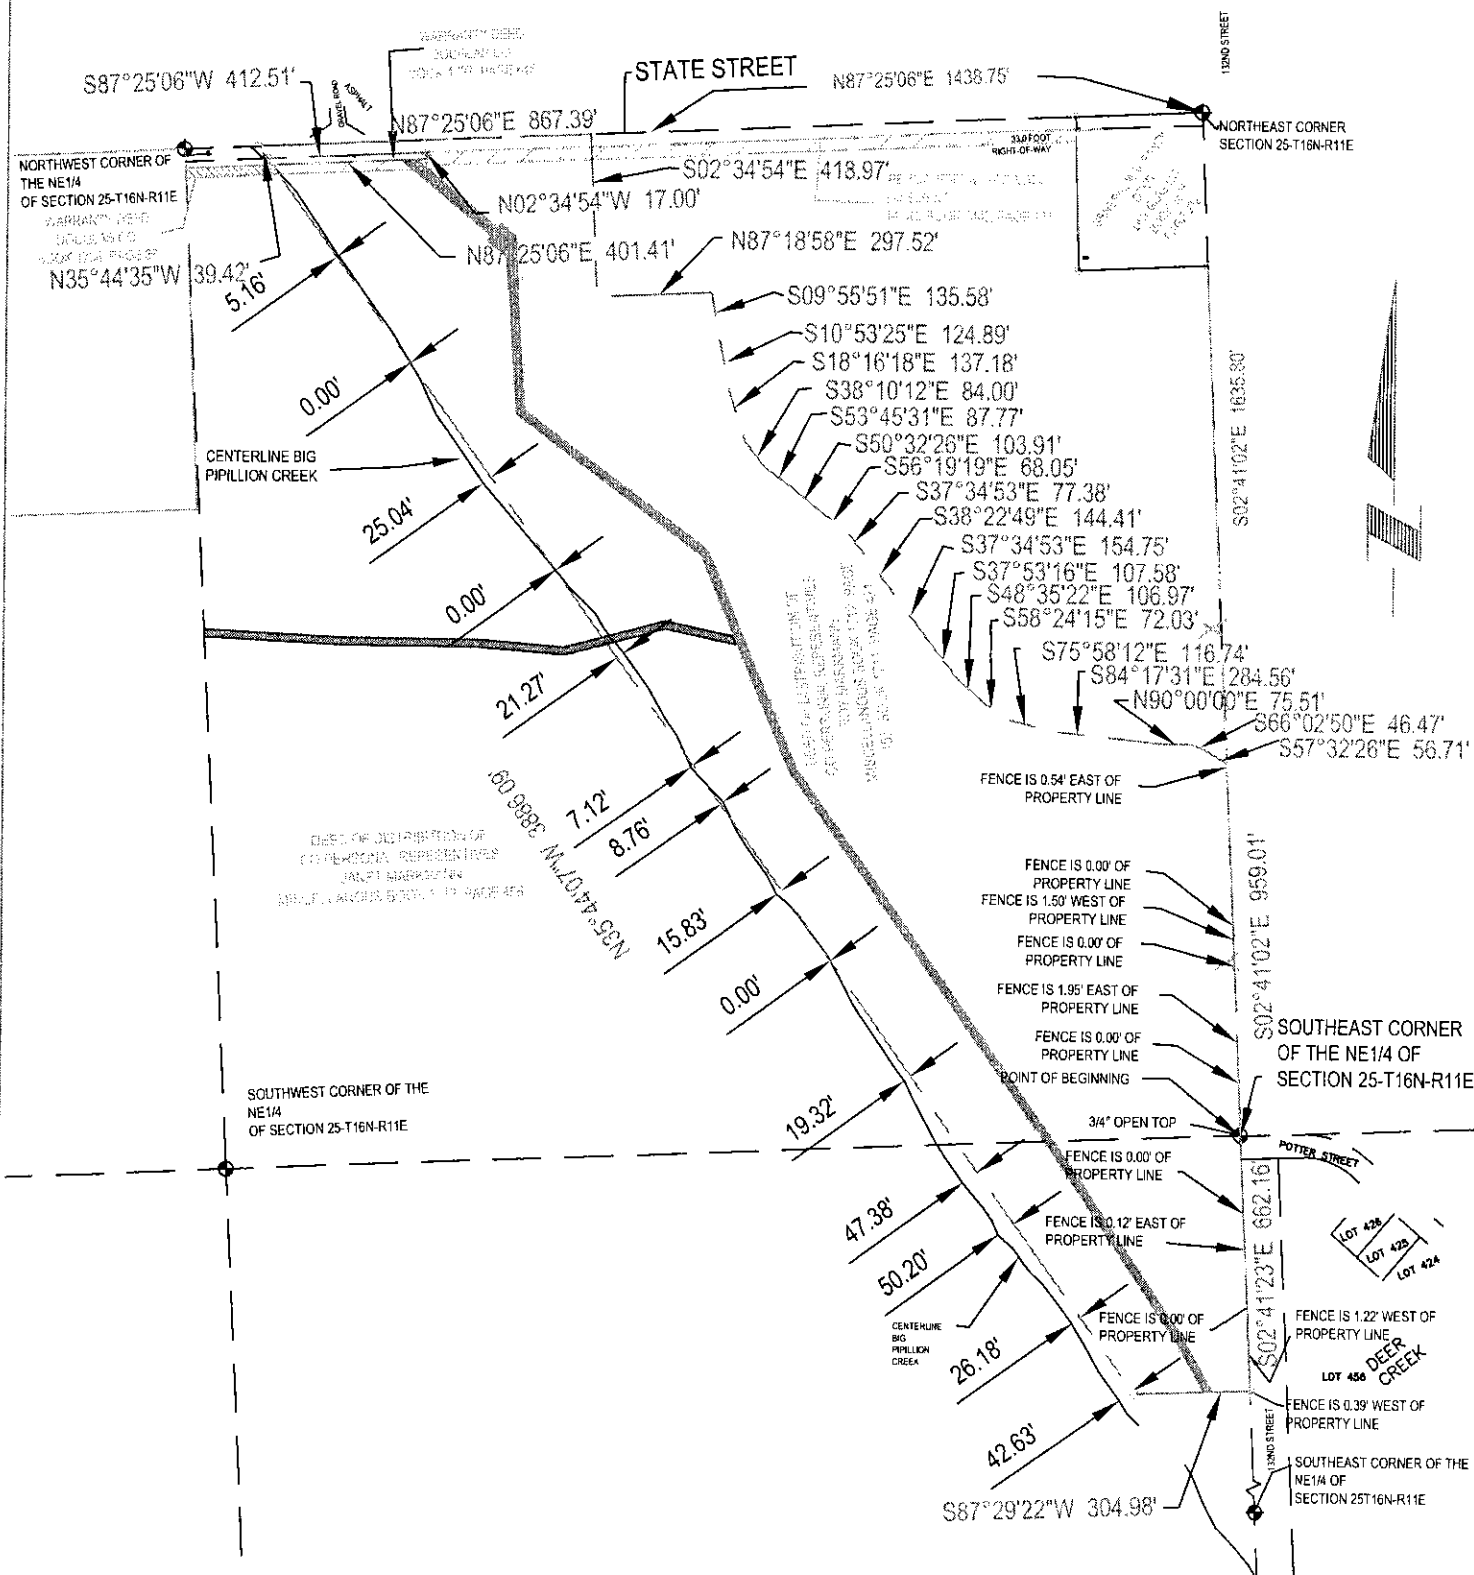 132ND STREET
S87°25'06"W 412.51'
STATE STREET
N87°25'06"E 1438.75'
GRAVEL ROAD
ASPHALT
N87°25'06"E 867.39'
NORTHEAST CORNER
SECTION 25-T16N-R11E
33.0 FOOT
RIGHT-OF-WAY
NORTHWEST CORNER OF
THE NE1/4
OF SECTION 25-T16N-R11E
S02°34'54"E 418.97'
N02°34'54"W 17.00'
WARRANTY DEED
N87°25'06"E 401.41'
N87°18'58"E 297.52'
N35°44'35"W 39.42'
5.16'
S09°55'51"E 135.58'
S10°53'25"E 124.89'
S18°16'18"E 137.18'
S38°10'12"E 84.00'
S53°45'31"E 87.77'
S50°32'26"E 103.91'
S56°19'19"E 68.05'
S37°34'53"E 77.38'
S38°22'49"E 144.41'
S37°34'53"E 154.75'
S37°53'16"E 107.58'
S48°35'22"E 106.97'
S58°24'15"E 72.03'
S75°58'12"E 116.74'
S84°17'31"E 284.56'
N90°00'00"E 75.51'
S66°02'50"E 46.47'
S57°32'26"E 56.71'
S02°41'02"E 1635.80'
0.00'
CENTERLINE BIG
PIPILLION CREEK
25.04'
0.00'
21.27'
7.12'
8.76'
N35°44'07"W 3886.09'
15.83'
0.00'
FENCE IS 0.54' EAST OF
PROPERTY LINE
FENCE IS 0.00' OF
PROPERTY LINE
FENCE IS 1.50' WEST OF
PROPERTY LINE
FENCE IS 0.00' OF
PROPERTY LINE
FENCE IS 1.95' EAST OF
PROPERTY LINE
FENCE IS 0.00' OF
PROPERTY LINE
S02°41'02"E 959.01'
SOUTHEAST CORNER
OF THE NE1/4 OF
SECTION 25-T16N-R11E
POINT OF BEGINNING
3/4" OPEN TOP
SOUTHWEST CORNER OF THE
NE1/4
OF SECTION 25-T16N-R11E
19.32'
POTTER STREET
FENCE IS 0.00' OF
PROPERTY LINE
FENCE IS 0.12' EAST OF
PROPERTY LINE
S02°41'23"E 662.16'
LOT 426
LOT 425
LOT 424
47.38'
50.20'
CENTERLINE
BIG
PIPILLION
CREEK
26.18'
FENCE IS 0.00' OF
PROPERTY LINE
FENCE IS 1.22' WEST OF
PROPERTY LINE
LOT 456
DEER
CREEK
FENCE IS 0.39' WEST OF
PROPERTY LINE
132ND STREET
42.63'
SOUTHEAST CORNER OF THE
NE1/4 OF
SECTION 25T16N-R11E
S87°29'22"W 304.98'